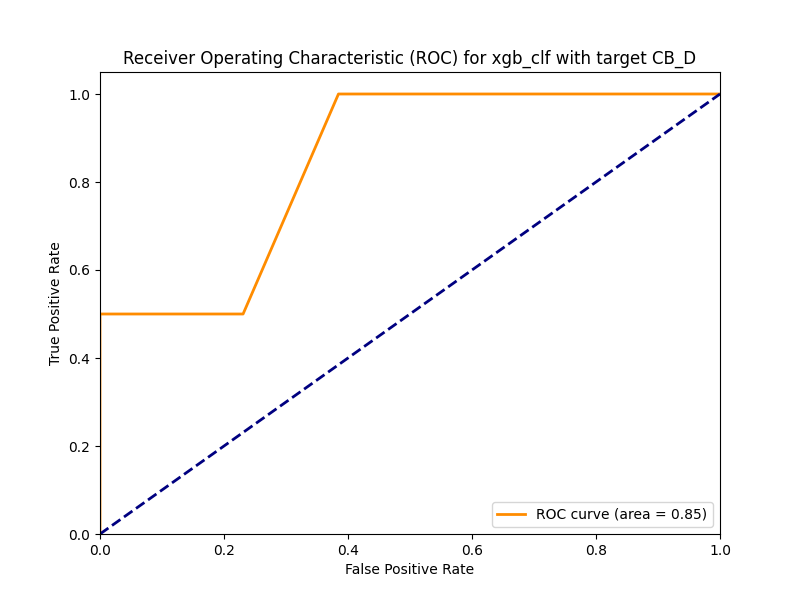 Receiver Operating Characteristic (ROC) for xgb_clf with target CB_D
1.0
0.8
0.6
0.4
0.2
0.0
True Positive Rate
0.0 0.2 0.4 0.6 0.8 1.0
False Positive Rate
ROC curve (area = 0.85)